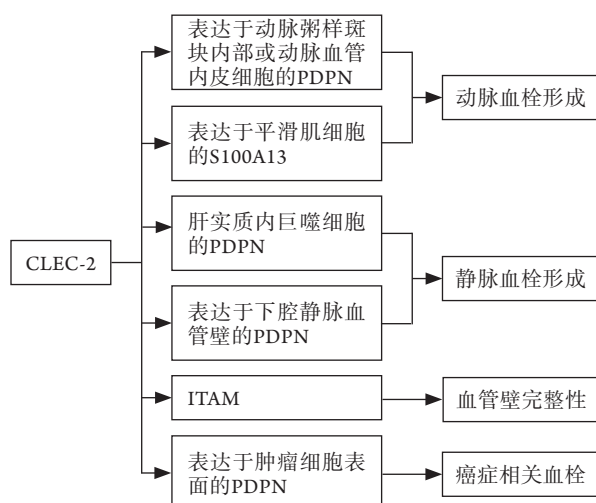 表达于动脉粥样斑
块内部或动脉血管
内皮细胞的PDPN
动脉血栓形成
表达于平滑肌细胞
的S100A13
肝实质内巨噬细胞
的PDPN
CLEC-2
静脉血栓形成
表达于下腔静脉血
管壁的PDPN
ITAM
血管壁完整性
表达于肿瘤细胞表
面的PDPN
癌症相关血栓